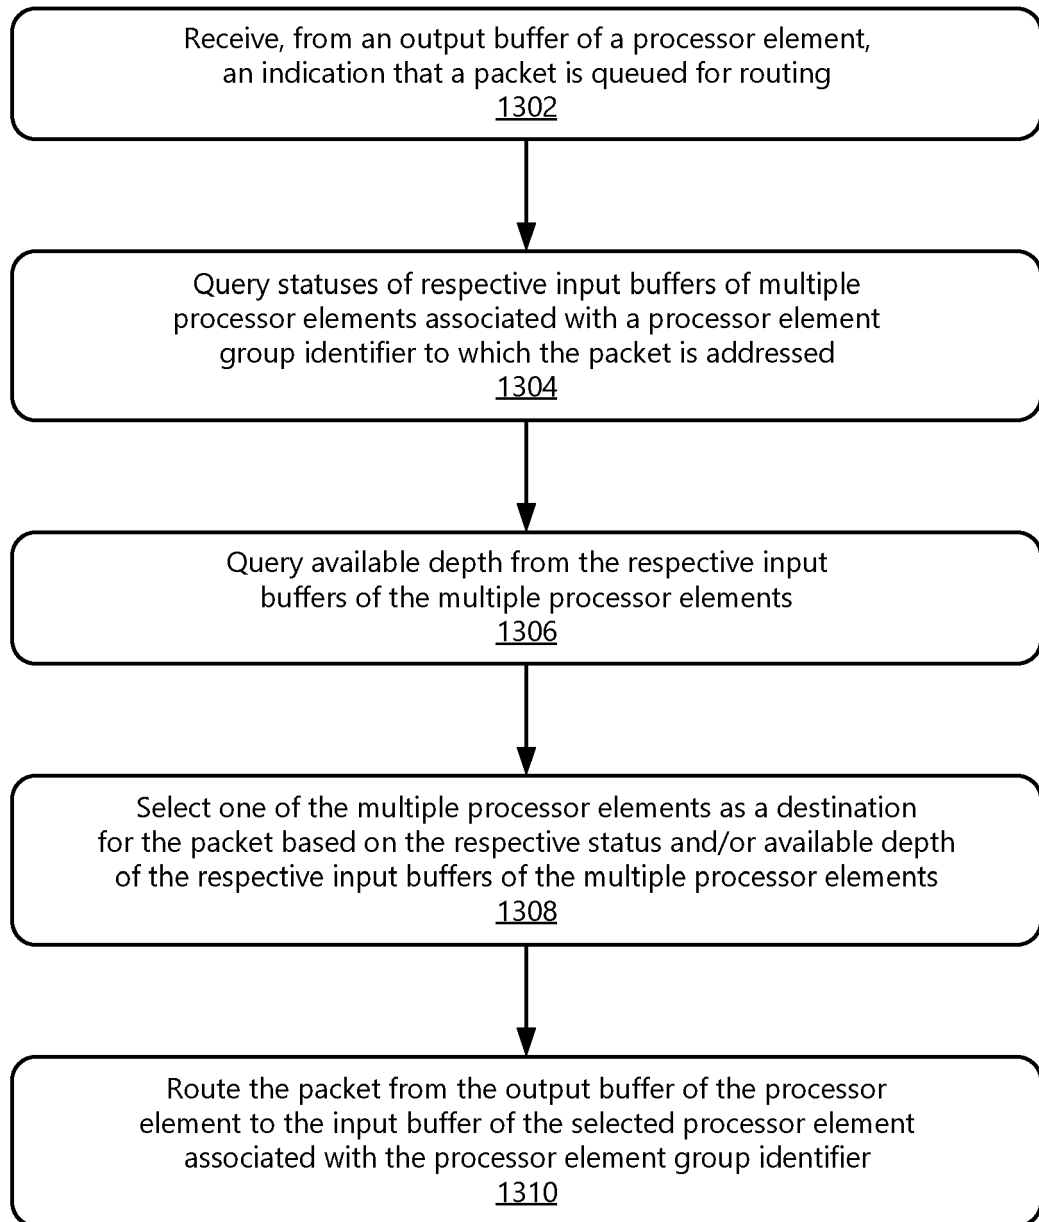 Receive, from an output buffer of a processor element,
an indication that a packet is queued for routing
1302
Query statuses of respective input buffers of multiple
processor elements associated with a processor element
group identifier to which the packet is addressed
1304
Query available depth from the respective input
buffers of the multiple processor elements
1306
Select one of the multiple processor elements as a destination
for the packet based on the respective status and/or available depth
of the respective input buffers of the multiple processor elements
1308
Route the packet from the output buffer of the processor
element to the input buffer of the selected processor element
associated with the processor element group identifier
1310